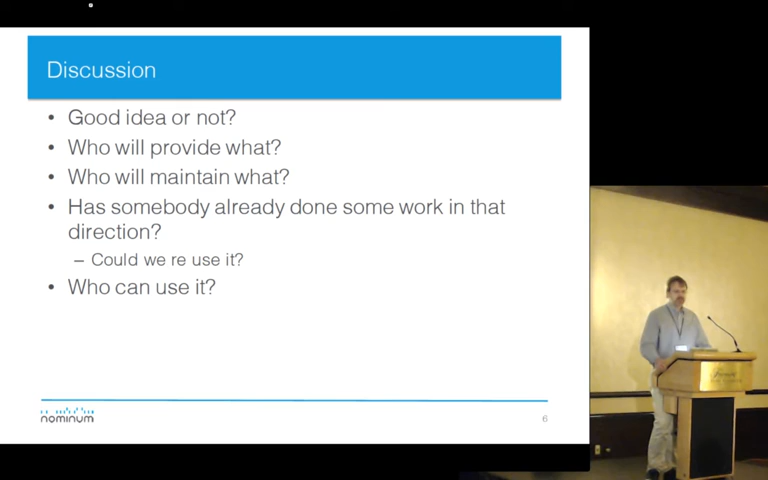 Discussion
• Good idea or not?
• Who will provide what?
• Who will maintain what?
• Has somebody already done some work in that
direction?
– Could we re use it?
• Who can use it?
nominum
6